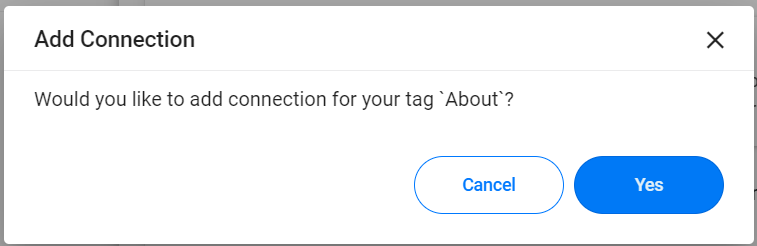 Add Connection
Would you like to add connection for your tag `About`?
Cancel
Yes